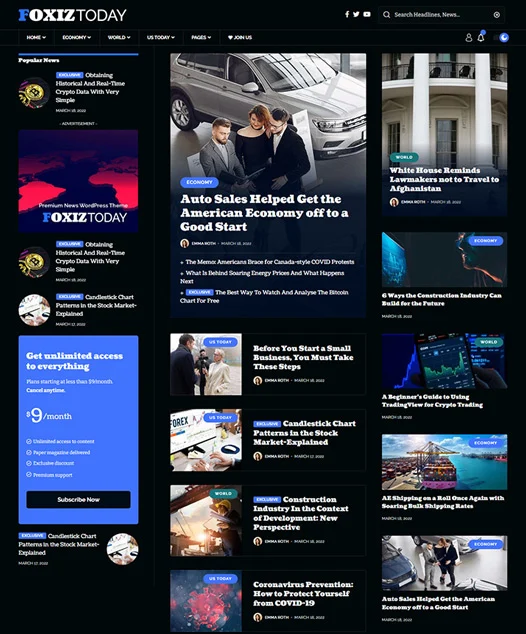 FOXIZTODAY
Search Headlines, News...
HOME
ECONOMY
WORLD
US TODAY
PAGES
JOIN US
Popular News
EXCLUSIVE Obtaining
Historical And Real-Time
Crypto Data With Very
Simple
MARCH 18, 2022
- ADVERTISEMENT -
Premium News WordPress Theme
FOXIZTODAY
EXCLUSIVE Obtaining
Historical And Real-Time
Crypto Data With Very
Simple
MARCH 18, 2022
EXCLUSIVE Candlestick Chart
Patterns in the Stock Market-
Explained
MARCH 17, 2022
Get unlimited access
to everything
Plans starting at less than $9/month.
Cancel anytime.
$9/month
Unlimited access to content
Paper magazine delivered
Exclusive discount
Premium support
Subscribe Now
EXCLUSIVE Candlestick Chart
Patterns in the Stock Market-
Explained
MARCH 17, 2022
ECONOMY
Auto Sales Helped Get the
American Economy off to a
Good Start
EMMA ROTH - MARCH 18, 2022
+ The Memox Americans Brace for Canada-style COVID Protests
+ What Is Behind Soaring Energy Prices And What Happens
Next
+ EXCLUSIVE The Best Way To Watch And Analyse The Bitcoin
Chart For Free
US TODAY
Before You Start a Small
Business, You Must Take
These Steps
EMMA ROTH - MARCH 18, 2022
US TODAY
FOREX
EXCLUSIVE Candlestick Chart
Patterns in the Stock
Market-Explained
EMMA ROTH - MARCH 17, 2022
WORLD
EXCLUSIVE Construction
Industry In the Context
of Development: New
Perspective
EMMA ROTH - MARCH 18, 2022
US TODAY
Coronavirus Prevention:
How to Protect Yourself
from COVID-19
EMMA ROTH - MARCH 18, 2022
WORLD
White House Reminds
Lawmakers not to Travel to
Afghanistan
EMMA ROTH - MARCH 18, 2022
ECONOMY
6 Ways the Construction Industry Can
Build for the Future
MARCH 18, 2022
WORLD
A Beginner's Guide to Using
TradingView for Crypto Trading
MARCH 18, 2022
ECONOMY
AE Shipping on a Roll Once Again with
Soaring Bulk Shipping Rates
MARCH 18, 2022
ECONOMY
Auto Sales Helped Get the American
Economy off to a Good Start
MARCH 18, 2022